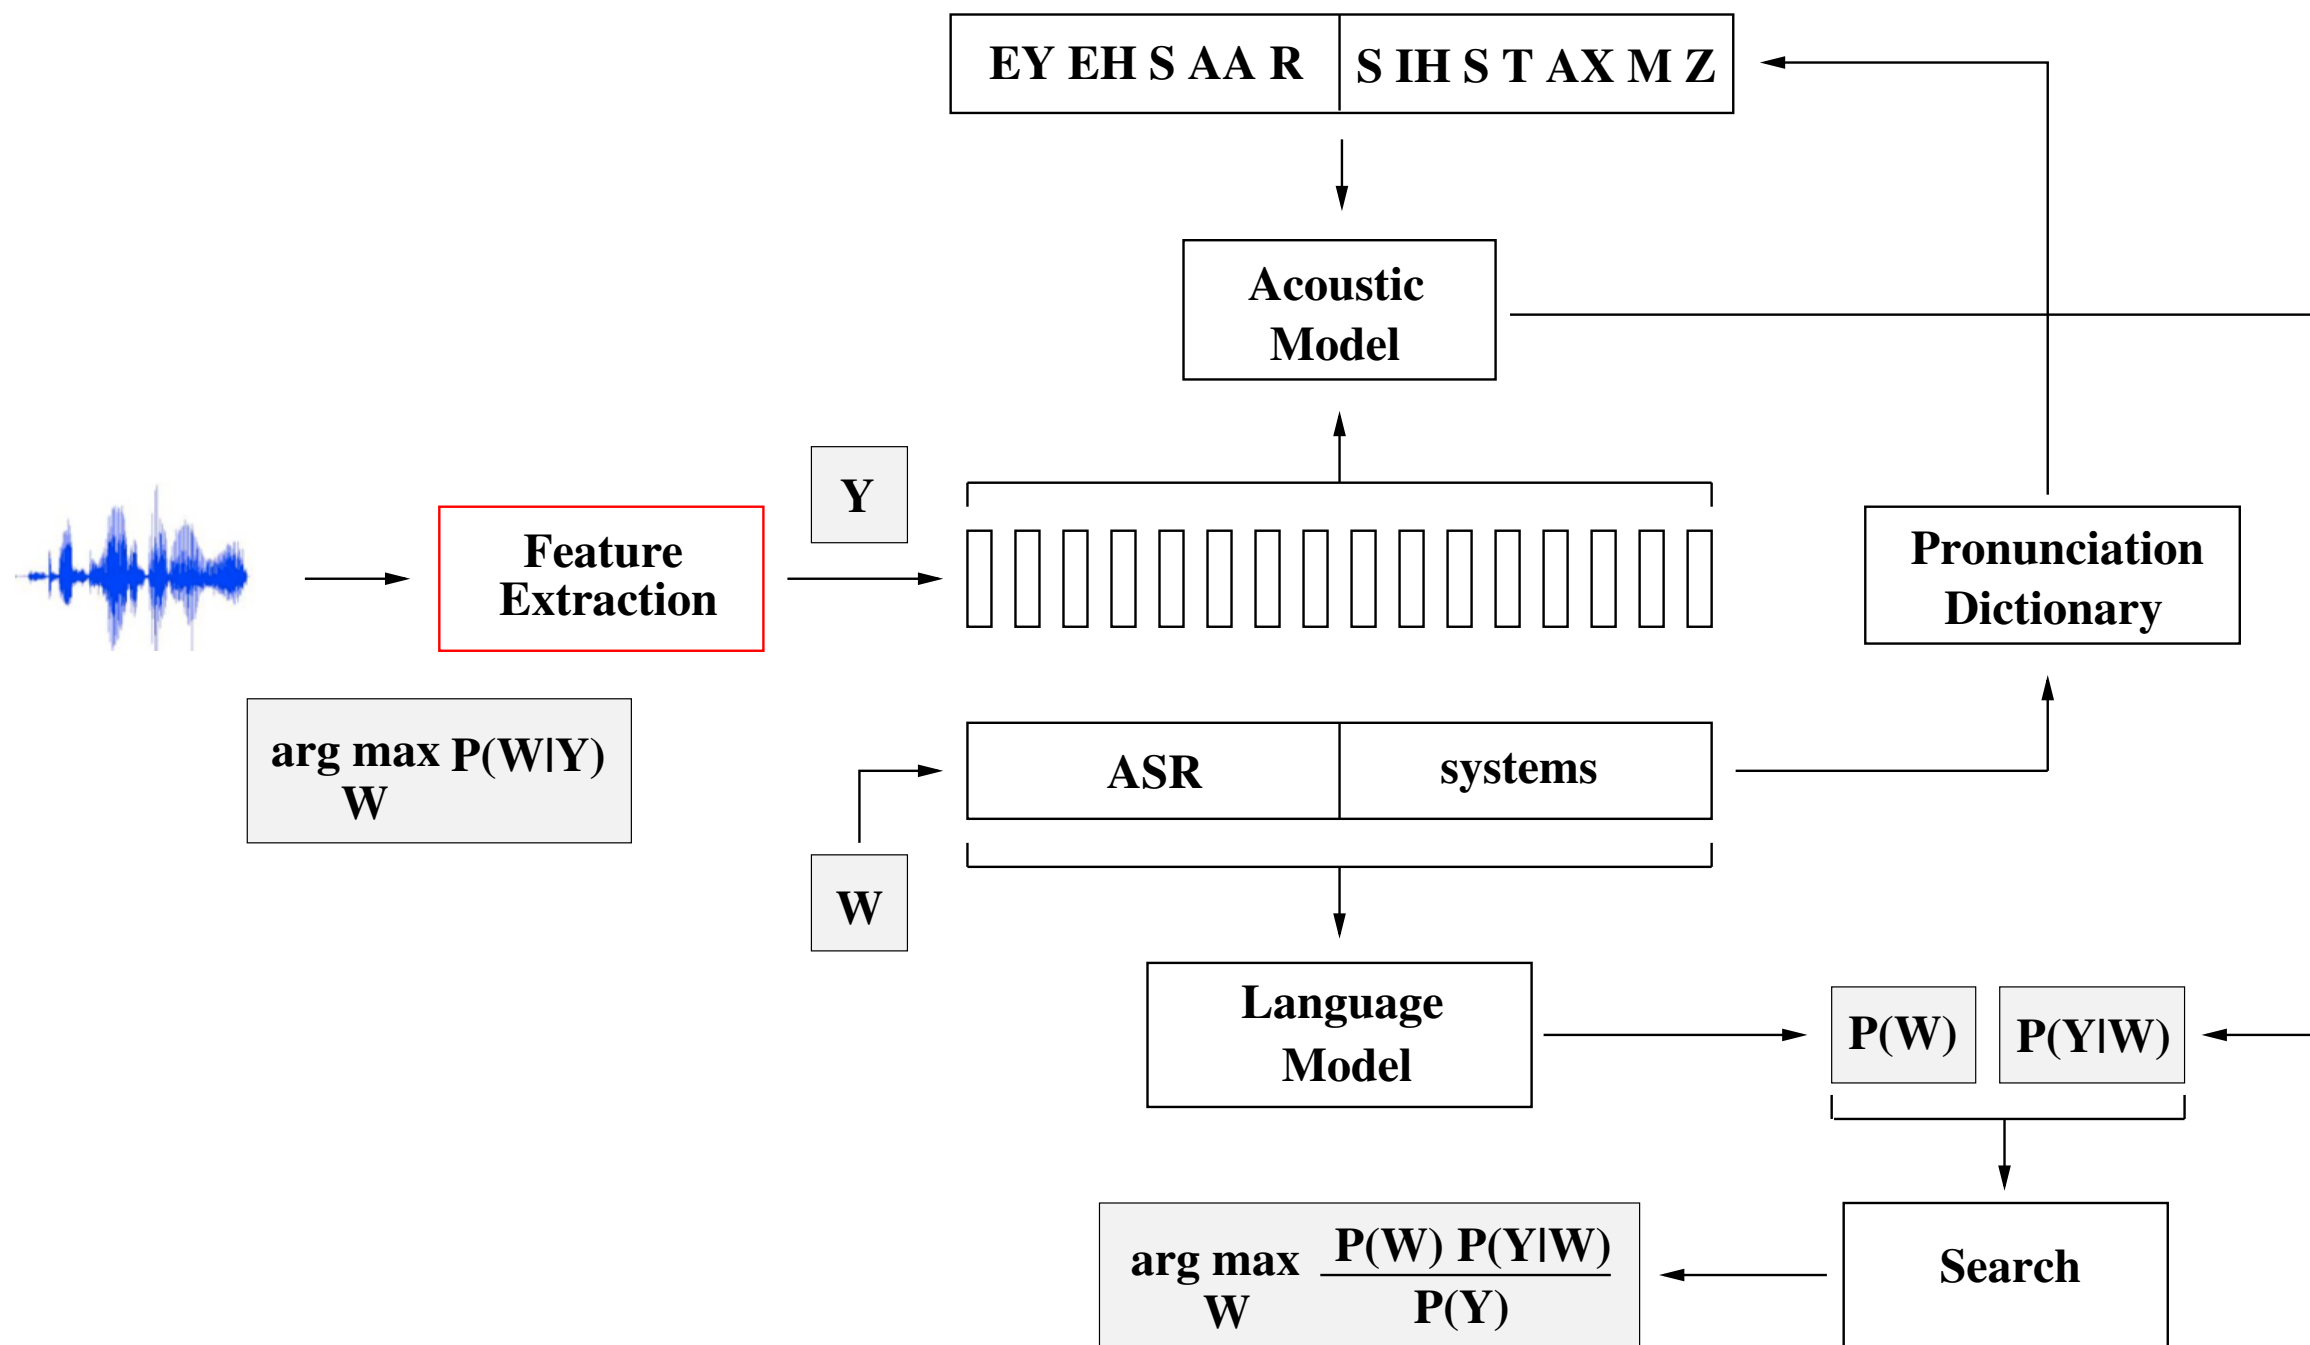 EY EH S AA R
S IH S T AX M Z
Acoustic
Model
Y
Feature
Extraction
Pronunciation
Dictionary
arg max P(W|Y)
W
ASR
systems
W
Language
Model
P(W)
P(Y|W)
arg max P(W) P(Y|W)
W P(Y)
Search